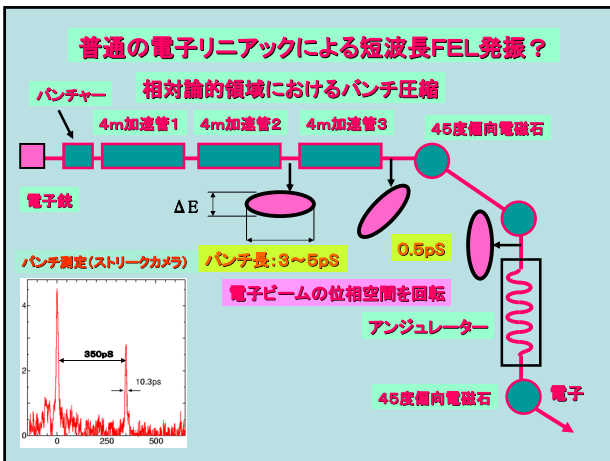 普通の電子リニアックによる短波長FEL発振？
相対論的領域におけるバンチ圧縮
バンチャー
4m加速管1 4m加速管2 4m加速管3
45度偏向電磁石
電子銃
ΔE
バンチ長：3～5pS
0.5pS
電子ビームの位相空間を回転
アンジュレーター
45度偏向電磁石
電子
バンチ測定（ストリークカメラ）
4
2
0
350pS
10.3ps
0 250 500